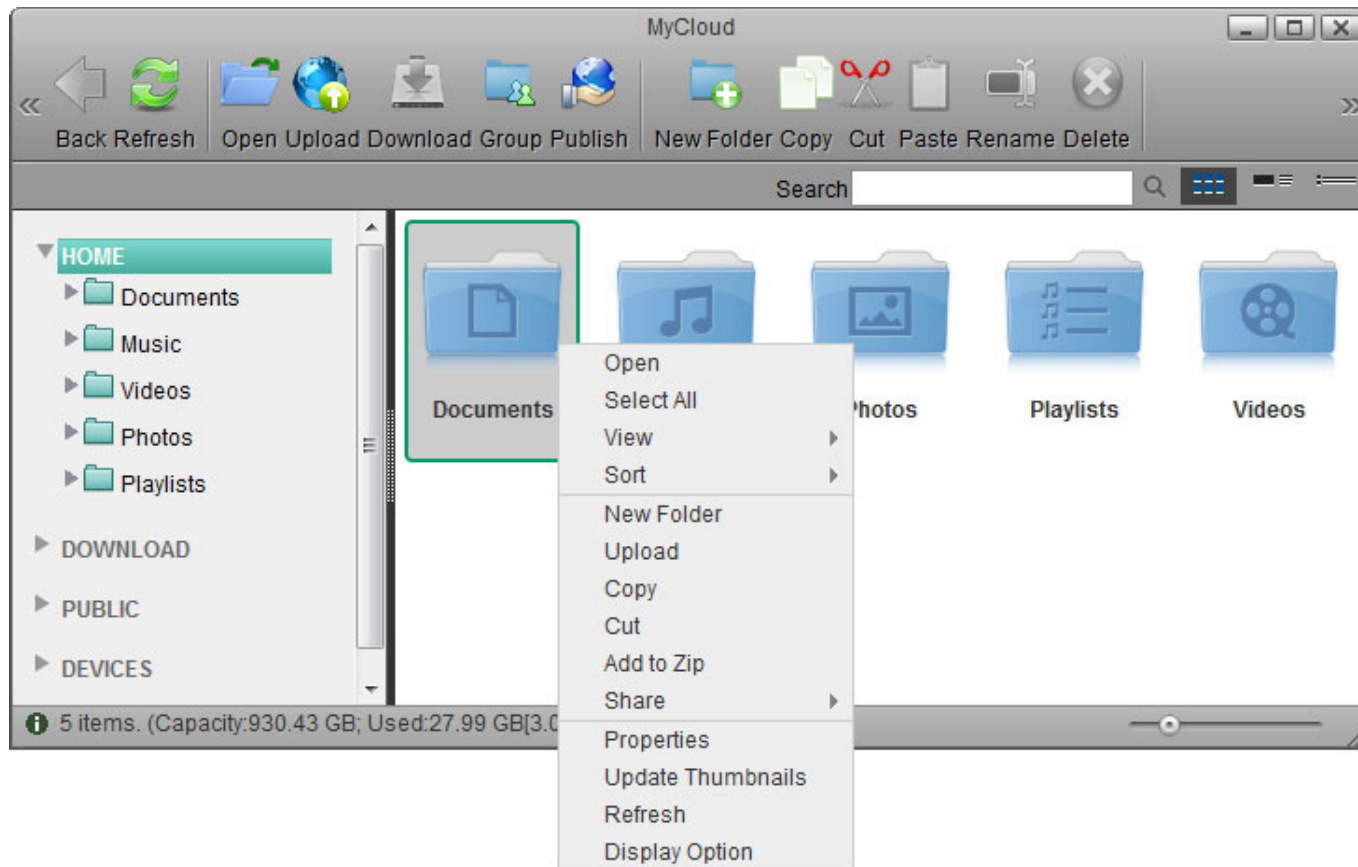 MyCloud
Back Refresh Open Upload Download Group Publish New Folder Copy Cut Paste Rename Delete
Search
HOME
Documents
Music
Videos
Photos
Playlists
DOWNLOAD
PUBLIC
DEVICES
Documents Photos Playlists Videos
Open
Select All
View
Sort
New Folder
Upload
Copy
Cut
Add to Zip
Share
Properties
Update Thumbnails
Refresh
Display Option
5 items. (Capacity:930.43 GB; Used:27.99 GB[3.0